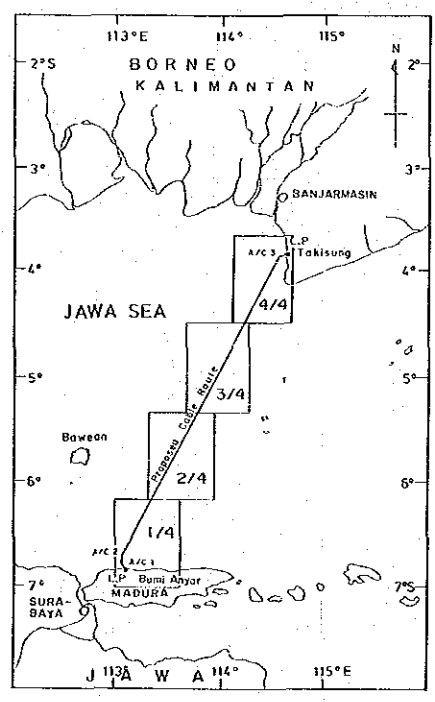 113°E 114° 115°
BORNEO
KALIMANTAN
N
2°S 2°
3° 3°
BANJARMASIN
L.P
A/C 3 Takisung
4° 4°
4/4
JAWA SEA
3/4
5° 5°
Proposed Cable Route
Bawean
2/4
6° 6°
1/4
A/C 2 A/C 1
L.P Bumi Anyar
7° 7°S
MADURA
SURA-
BAYA
JAWA
113° 114° 115°E